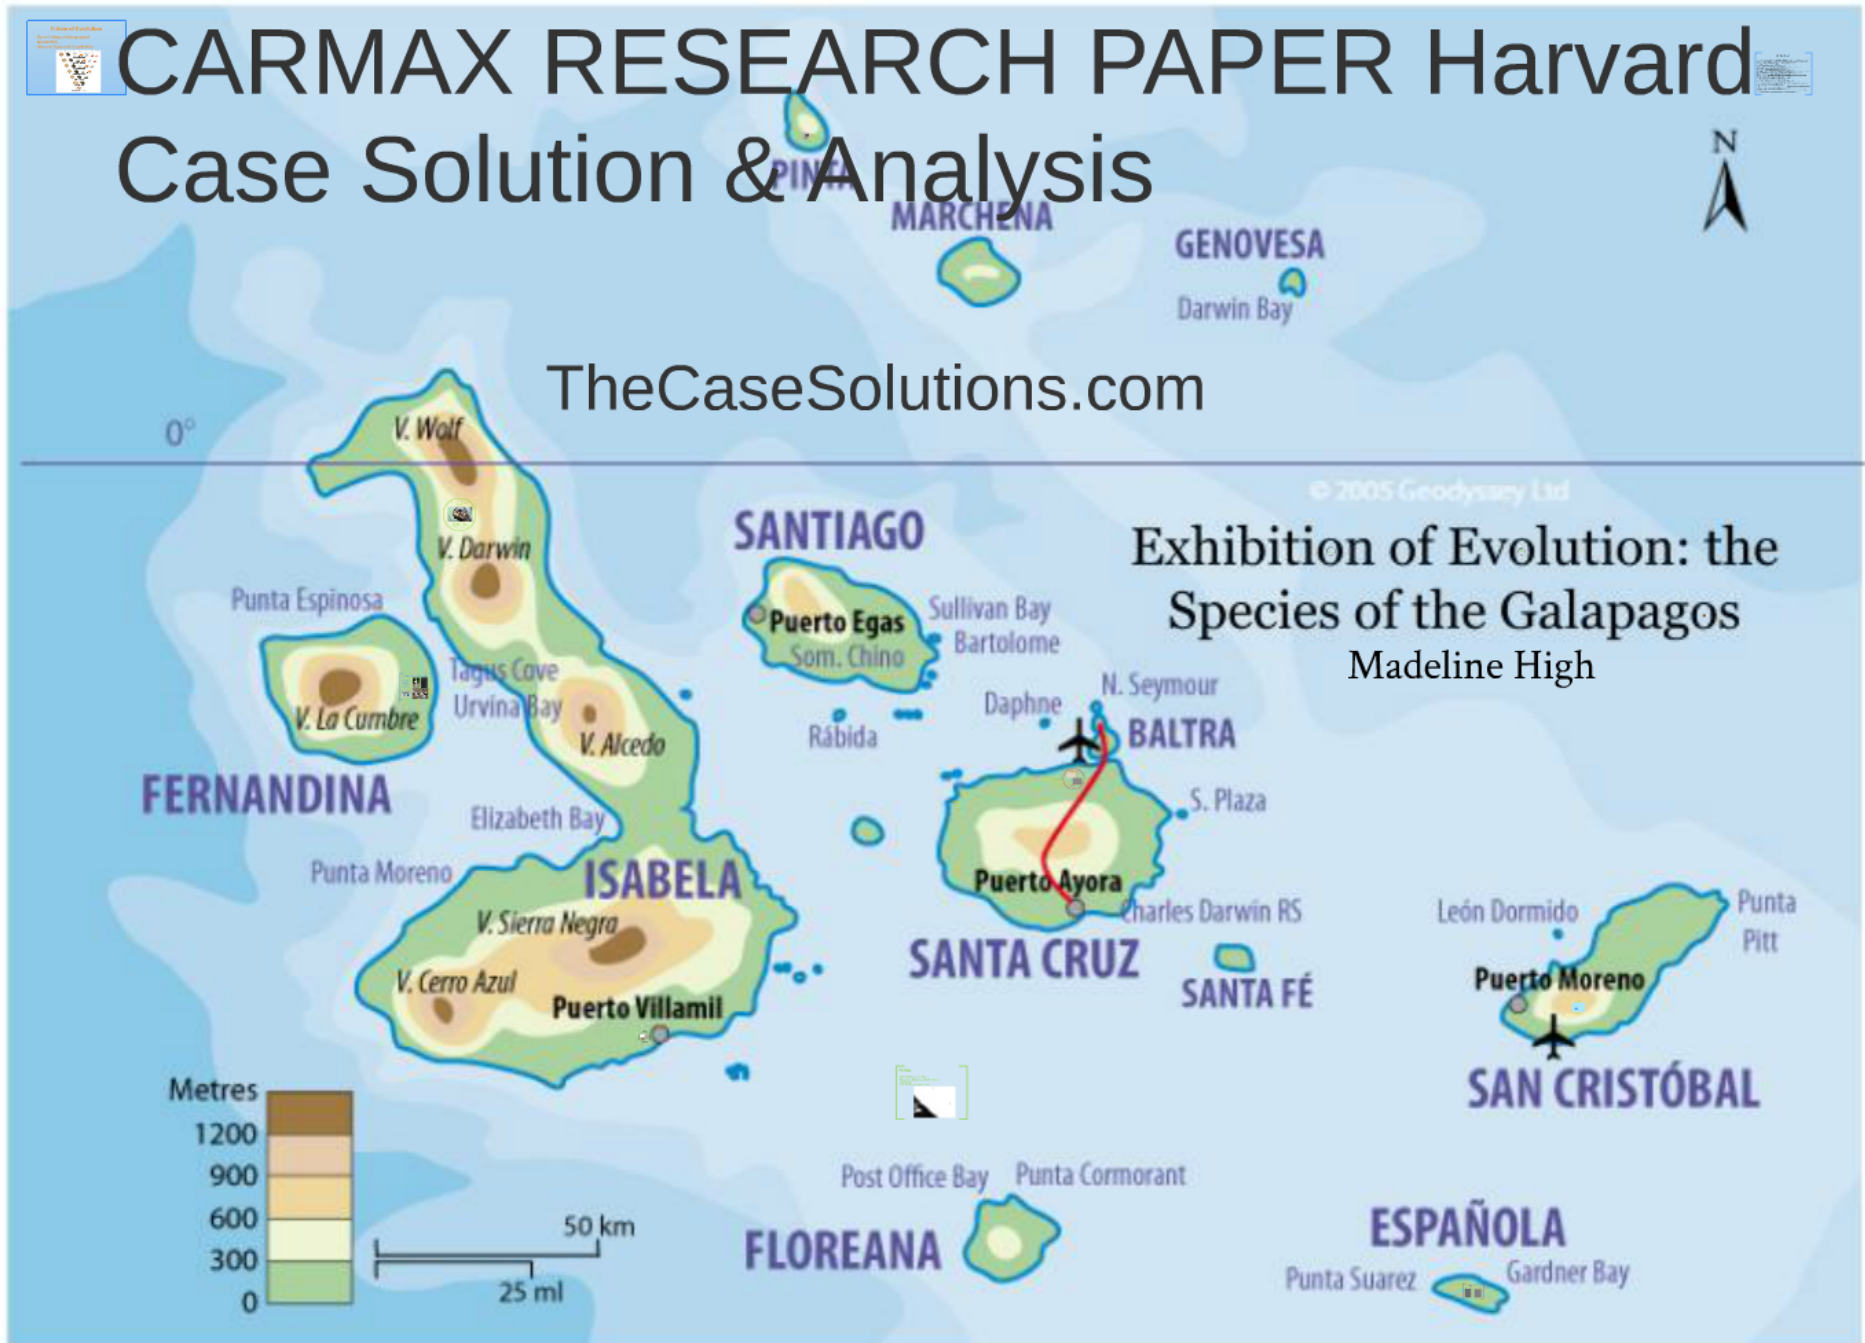 CARMAX RESEARCH PAPER Harvard
Case Solution & Analysis
PINTA
MARCHENA
N
GENOVESA
Darwin Bay
TheCaseSolutions.com
V. Wolf
0°
© 2005 Geodyssey Ltd
SANTIAGO
Exhibition of Evolution: the
Species of the Galapagos
Madeline High
V. Darwin
Punta Espinosa
Puerto Egas
Sullivan Bay
Som. Chino
Bartolome
Tagus Cove
Urvina Bay
V. La Cumbre
V. Alcedo
Rábida
Daphne
N. Seymour
BALTRA
FERNANDINA
Elizabeth Bay
S. Plaza
Punta Moreno
ISABELA
Puerto Ayora
Charles Darwin RS
León Dormido
Punta
Pitt
V. Sierra Negra
SANTA CRUZ
V. Cerro Azul
Puerto Villamil
SANTA FÉ
Puerto Moreno
SAN CRISTÓBAL
Metres
1200
900
600
300
0
50 km
25 ml
Post Office Bay
Punta Cormorant
FLOREANA
ESPAÑOLA
Punta Suarez
Gardner Bay